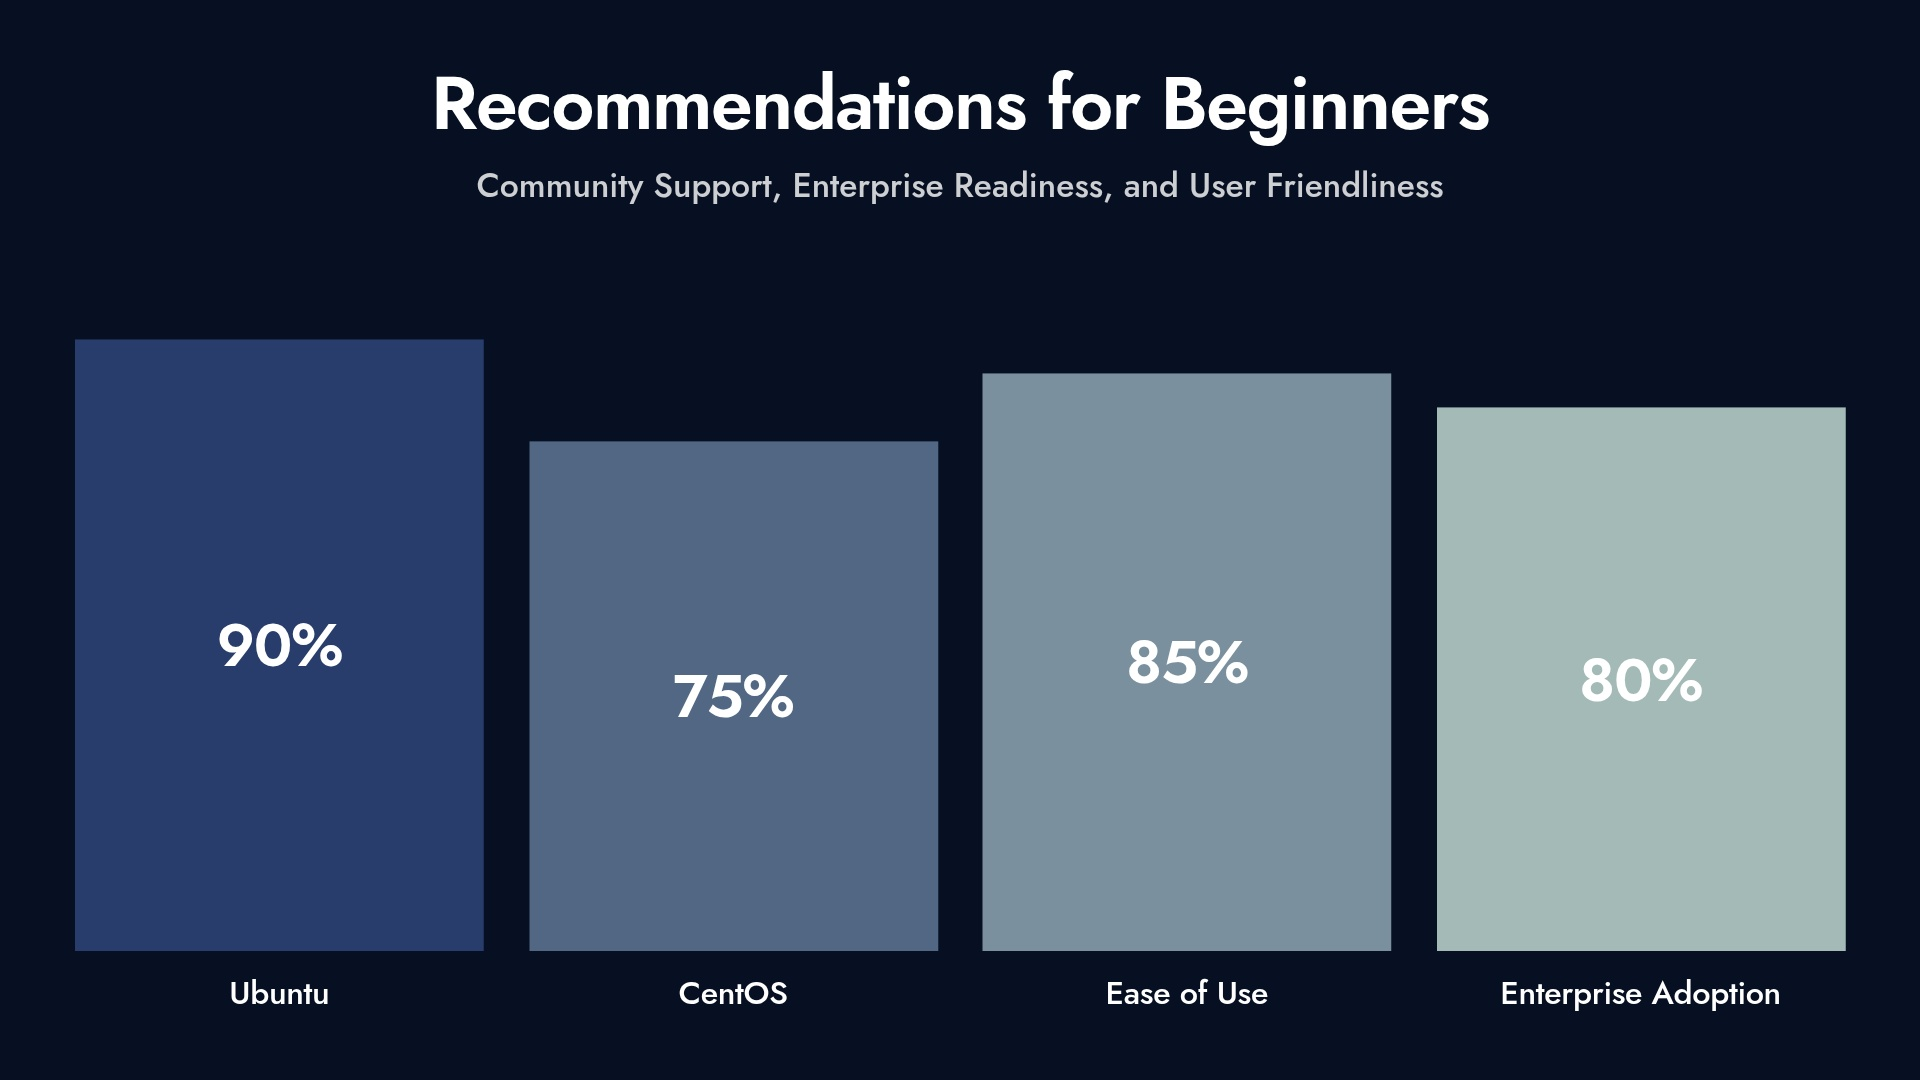 Recommendations for Beginners
Community Support, Enterprise Readiness, and User Friendliness
90%
75%
85%
80%
Ubuntu
CentOS
Ease of Use
Enterprise Adoption